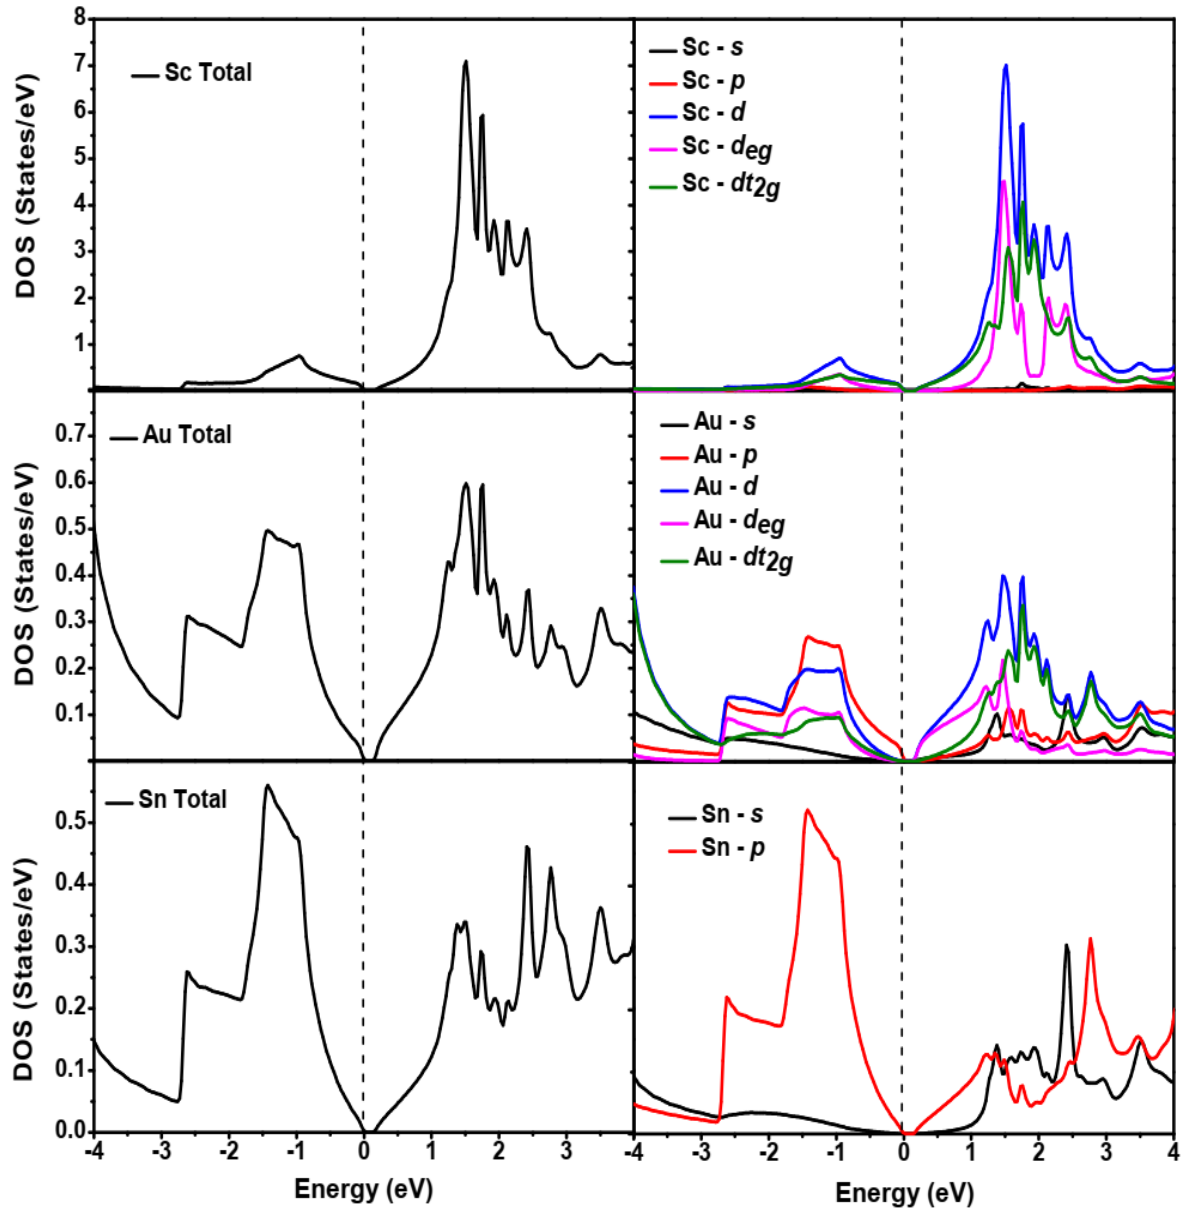 DOS (States/eV)
8
7
6
5
4
3
2
1
Sc Total
Sc - s
Sc - p
Sc - d
Sc - deg
Sc - dt2g
DOS (States/eV)
0.7
0.6
0.5
0.4
0.3
0.2
0.1
Au Total
Au - s
Au - p
Au - d
Au - deg
Au - dt2g
DOS (States/eV)
0.5
0.4
0.3
0.2
0.1
0.0
Sn Total
Sn - s
Sn - p
-4 -3 -2 -1 0 1 2 3 -4 -3 -2 -1 0 1 2 3 4
Energy (eV) Energy (eV)